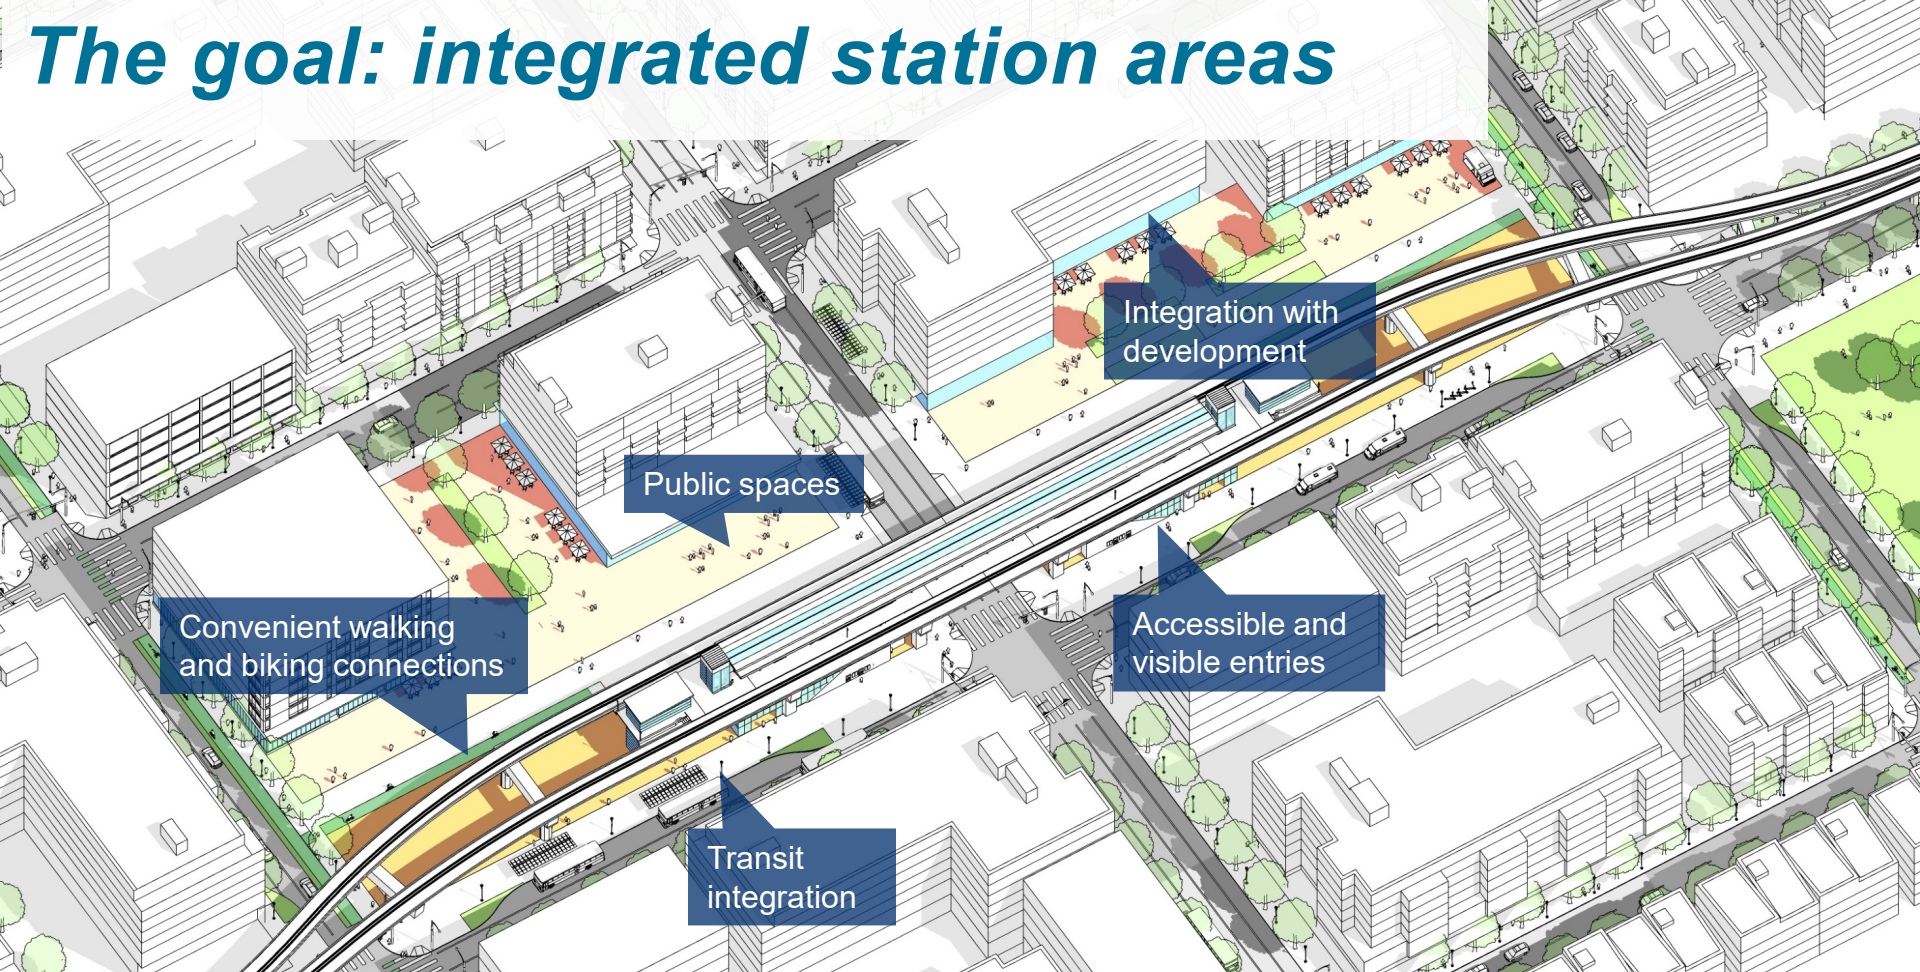 The goal: integrated station areas
Integration with
development
Public spaces
Convenient walking
and biking connections
Accessible and
visible entries
Transit
integration